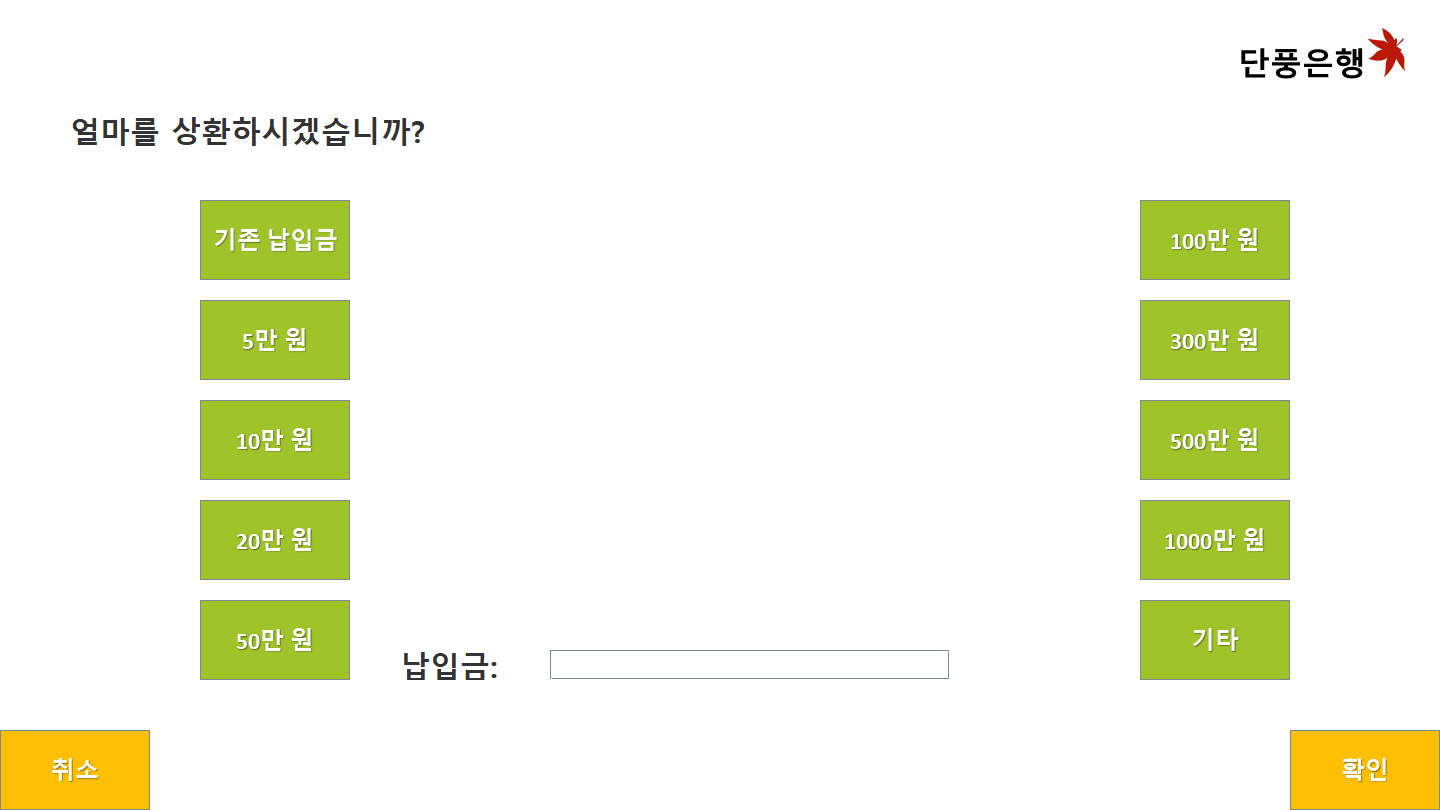 단풍은행
얼마를 상환하시겠습니까?
기존 납입금
100만 원
5만 원
300만 원
10만 원
500만 원
20만 원
1000만 원
50만 원
기타
납입금:
취소
확인